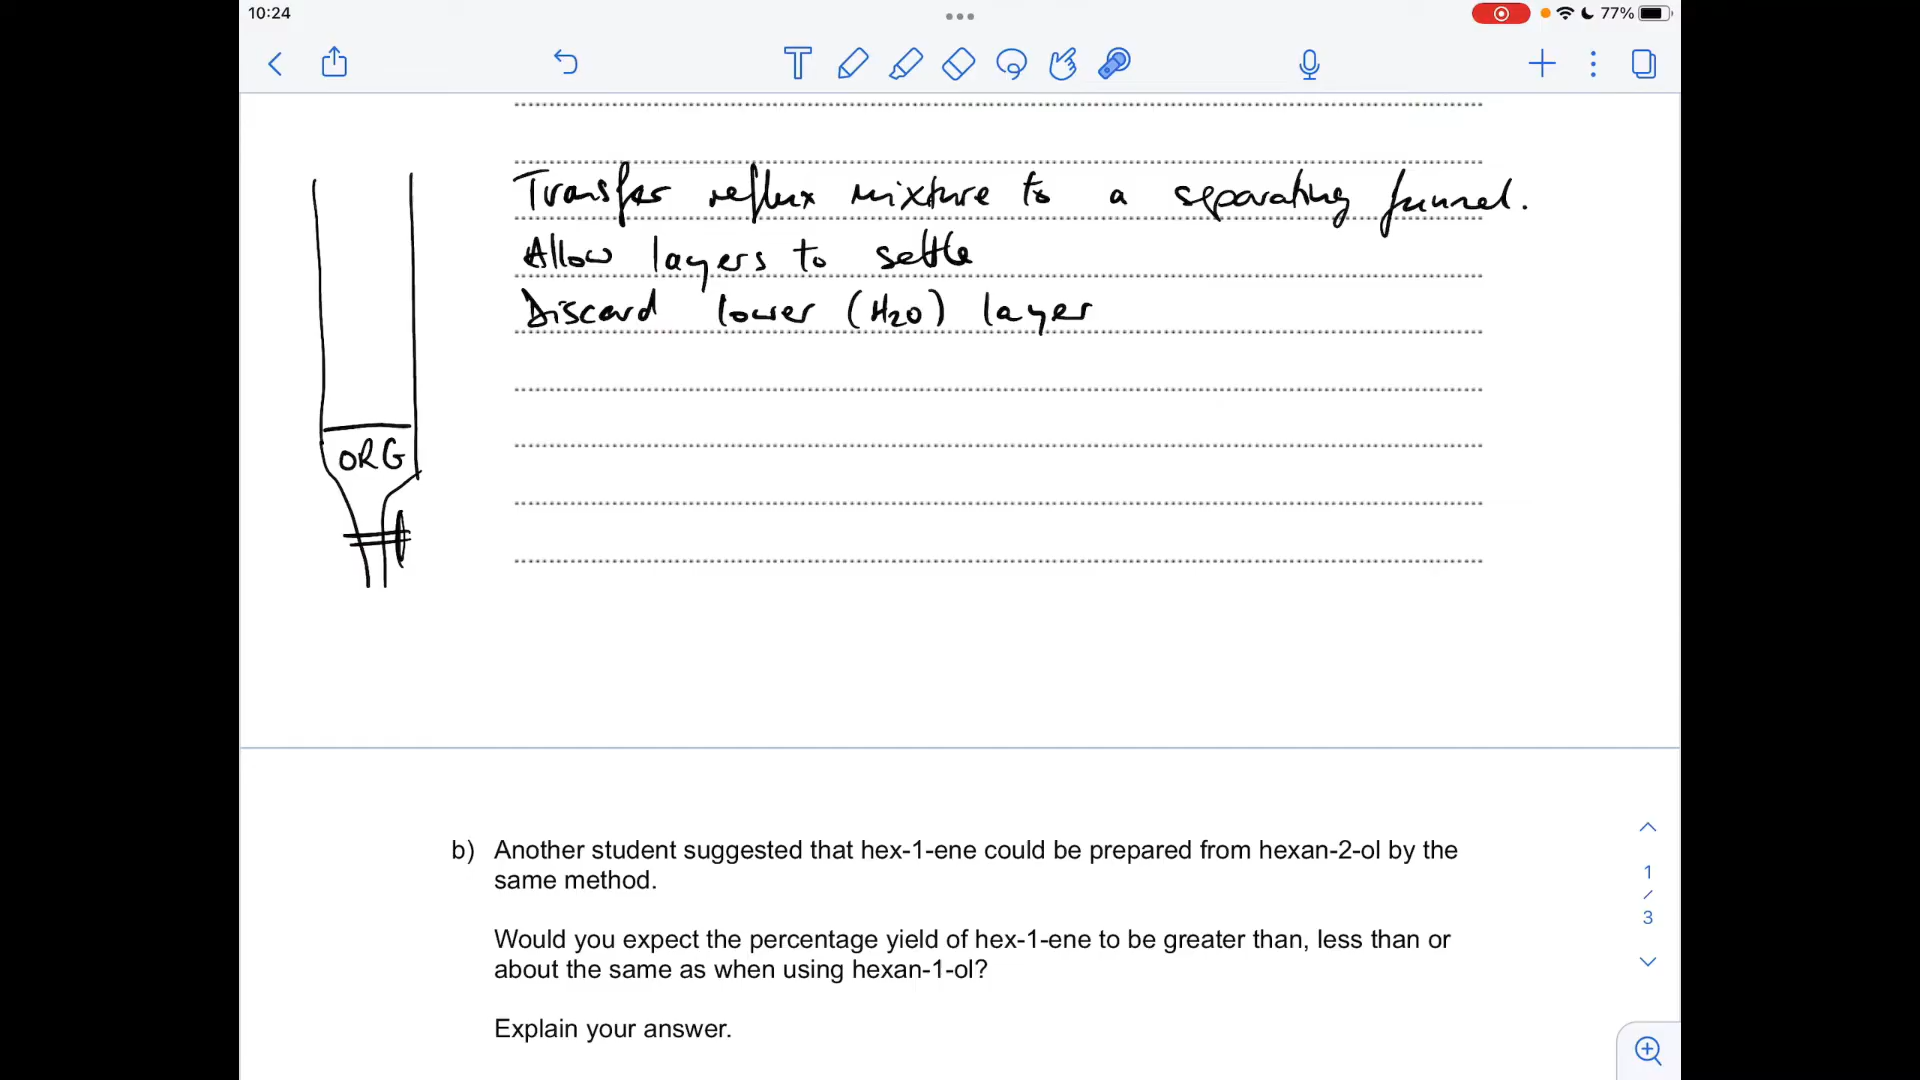 10:24
77%
Transfer reflux mixture to a separating funnel.
Allow layers to settle
Discard lower (H2O) layer
ORG
b) Another student suggested that hex-1-ene could be prepared from hexan-2-ol by the
same method.
Would you expect the percentage yield of hex-1-ene to be greater than, less than or
about the same as when using hexan-1-ol?
Explain your answer.
1
/
3